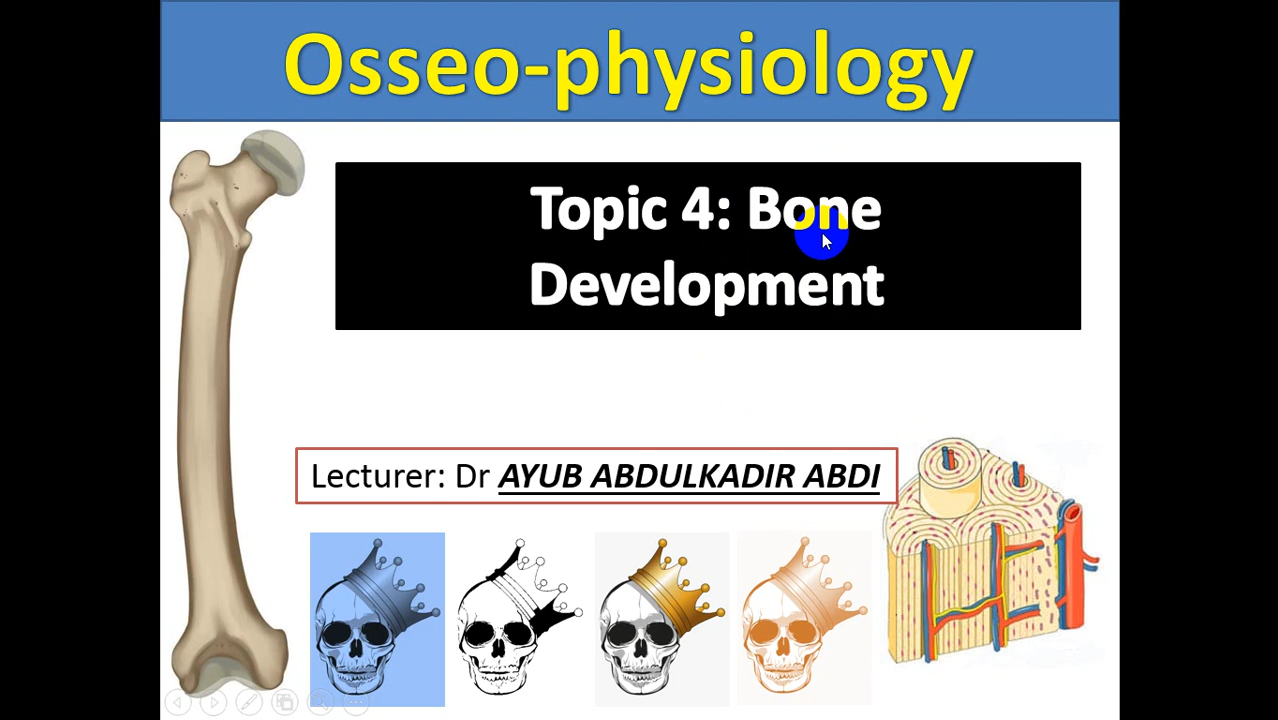 Osseo-physiology
Topic 4: Bone
Development
Lecturer: Dr AYUB ABDULKADIR ABDI